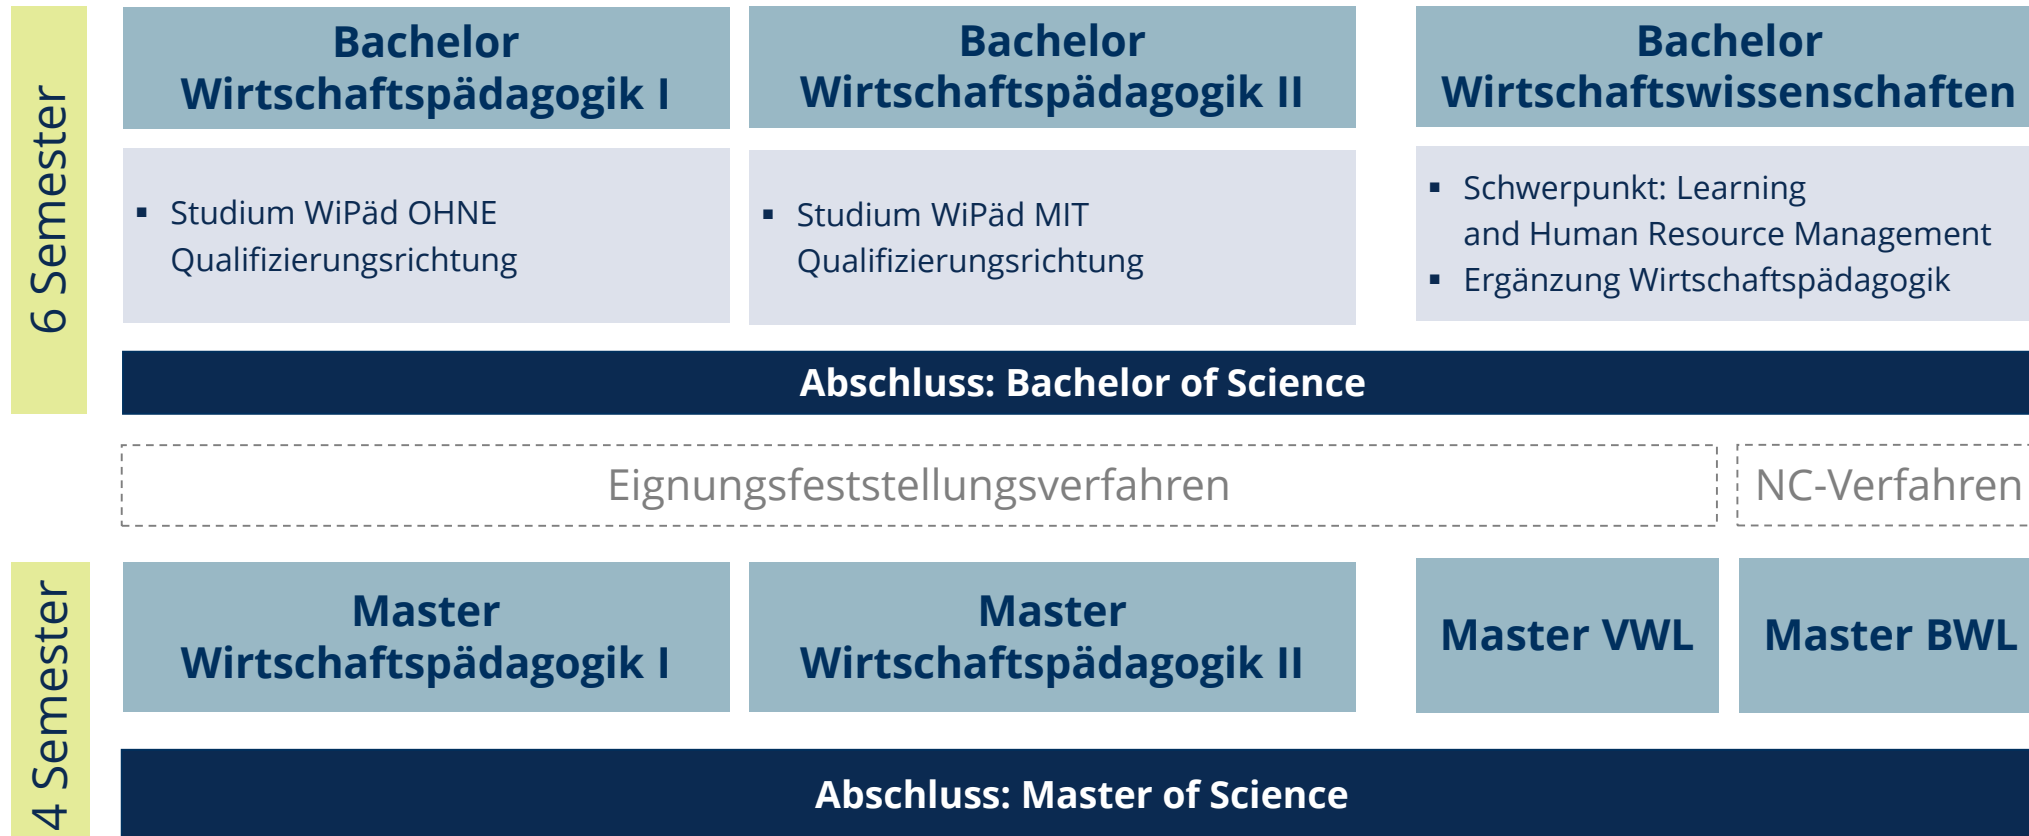 6 Semester
Bachelor
Wirtschaftspädagogik I
Bachelor
Wirtschaftspädagogik II
Bachelor
Wirtschaftswissenschaften
▪ Studium WiPäd OHNE
Qualifizierungsrichtung
▪ Studium WiPäd MIT
Qualifizierungsrichtung
▪ Schwerpunkt: Learning
and Human Resource Management
▪ Ergänzung Wirtschaftspädagogik
Abschluss: Bachelor of Science
Eignungsfeststellungsverfahren
NC-Verfahren
4 Semester
Master
Wirtschaftspädagogik I
Master
Wirtschaftspädagogik II
Master VWL
Master BWL
Abschluss: Master of Science